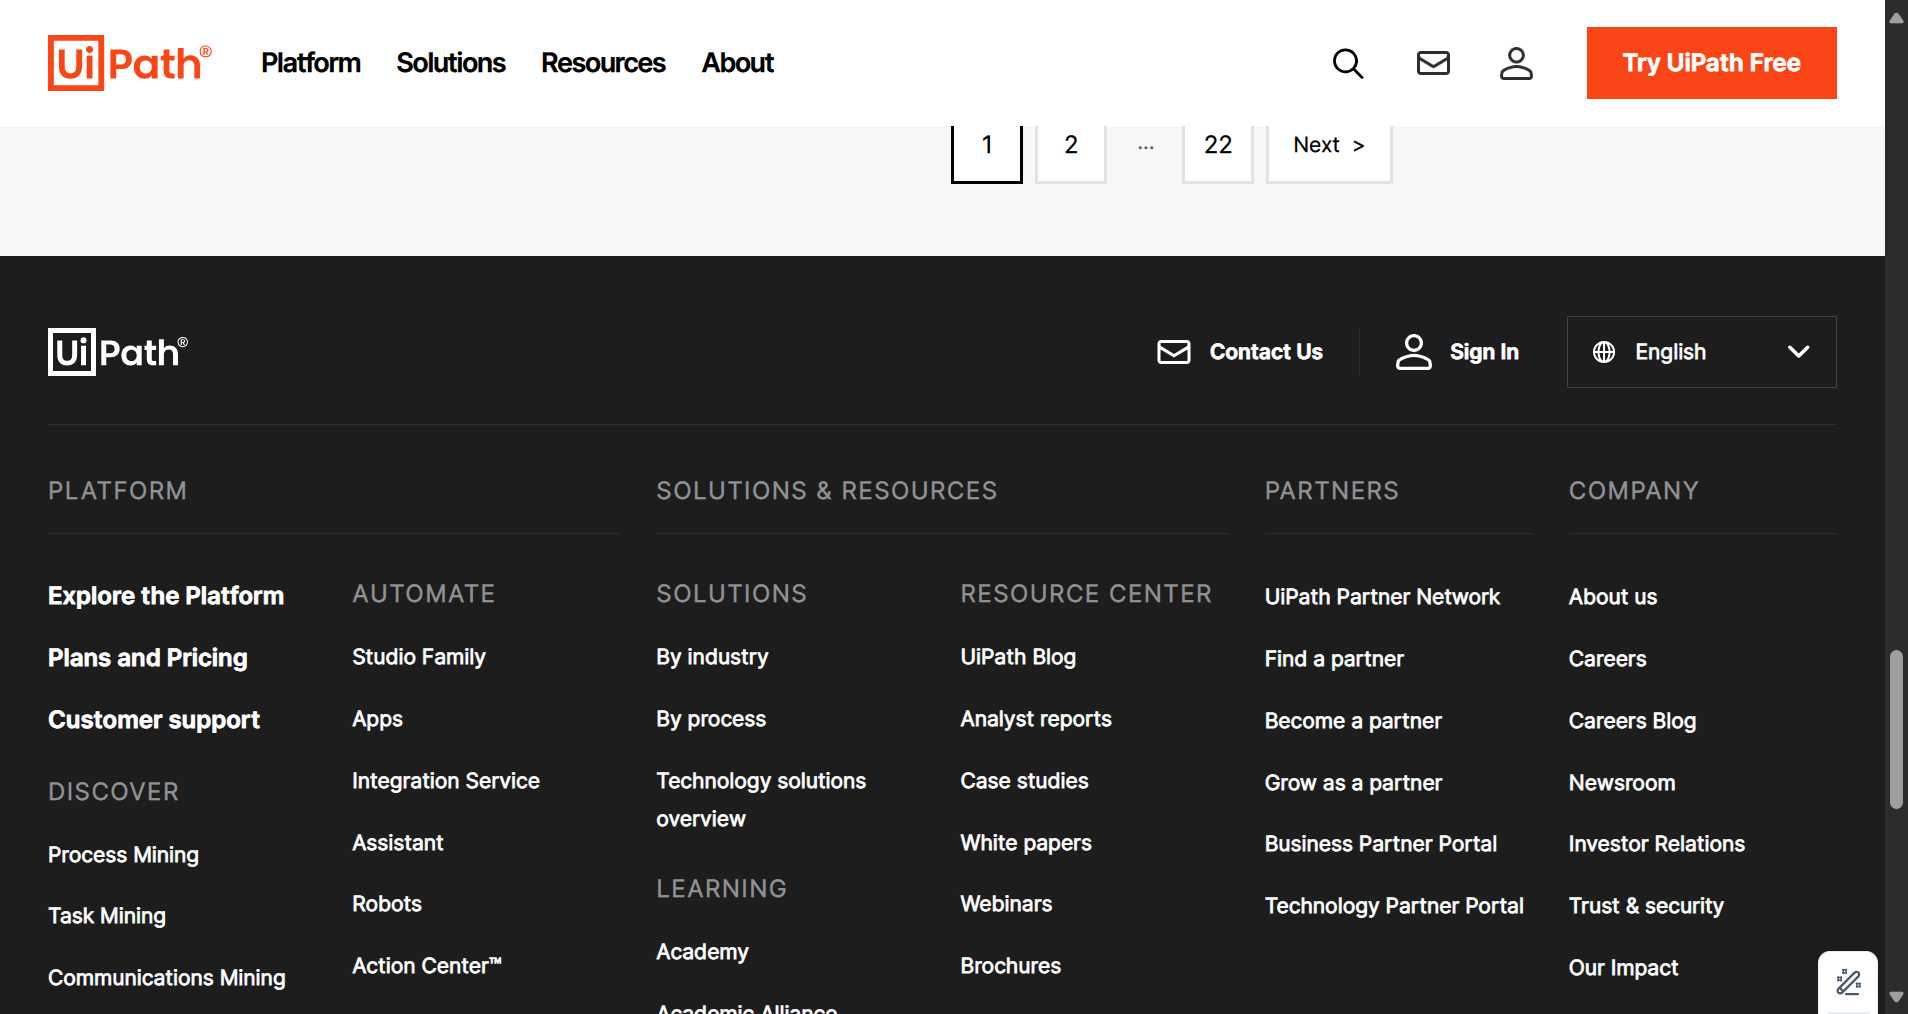 UiPath®
Platform
Solutions
Resources
About
Try UiPath Free
1
2
...
22
Next >
UiPath®
Contact Us
Sign In
English
PLATFORM
Explore the Platform
Plans and Pricing
Customer support
DISCOVER
Process Mining
Task Mining
Communications Mining
AUTOMATE
Studio Family
Apps
Integration Service
Assistant
Robots
Action Center™
SOLUTIONS & RESOURCES
SOLUTIONS
By industry
By process
Technology solutions
overview
LEARNING
Academy
Academic Alliance
RESOURCE CENTER
UiPath Blog
Analyst reports
Case studies
White papers
Webinars
Brochures
PARTNERS
UiPath Partner Network
Find a partner
Become a partner
Grow as a partner
Business Partner Portal
Technology Partner Portal
COMPANY
About us
Careers
Careers Blog
Newsroom
Investor Relations
Trust & security
Our Impact